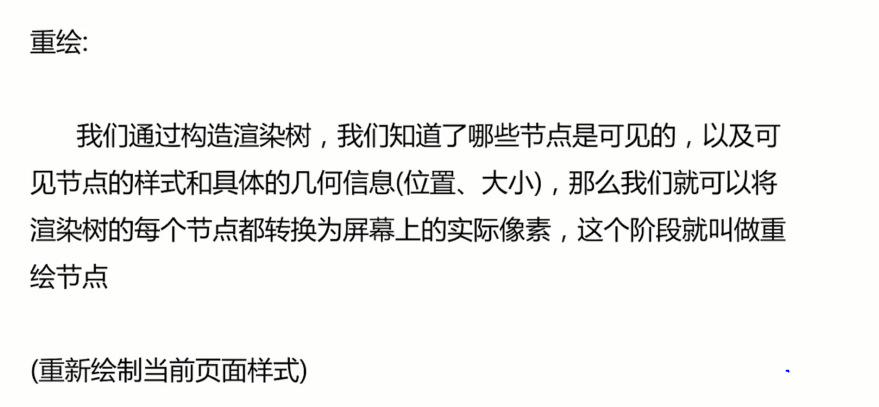 重绘:
我们通过构造渲染树，我们知道了哪些节点是可见的，以及可
见节点的样式和具体的几何信息(位置、大小)，那么我们就可以将
渲染树的每个节点都转换为屏幕上的实际像素，这个阶段就叫做重
绘节点
(重新绘制当前页面样式)